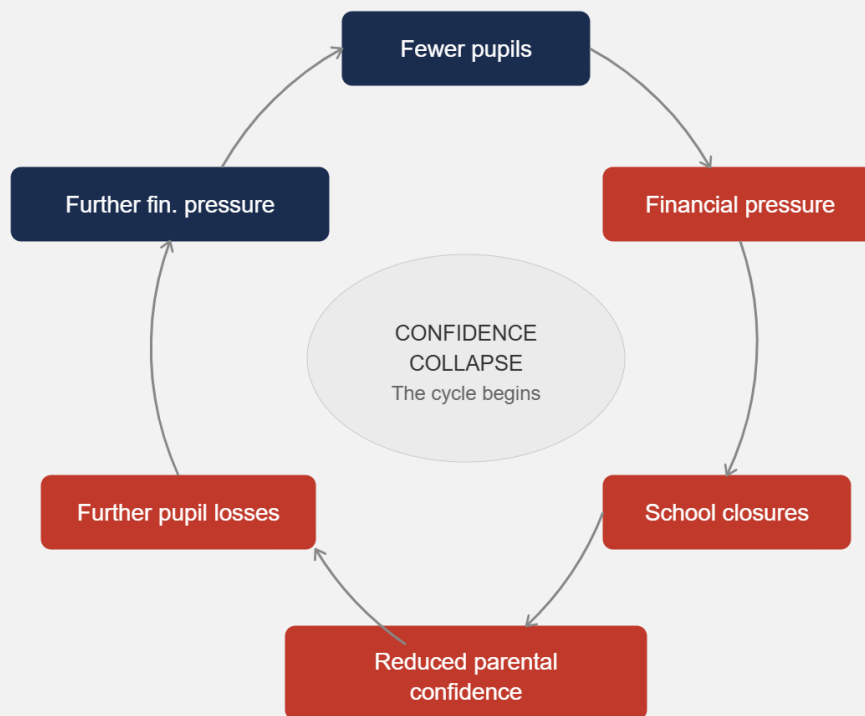 Fewer pupils
Financial pressure
School closures
Reduced parental
confidence
Further pupil losses
Further fin. pressure
CONFIDENCE
COLLAPSE
The cycle begins